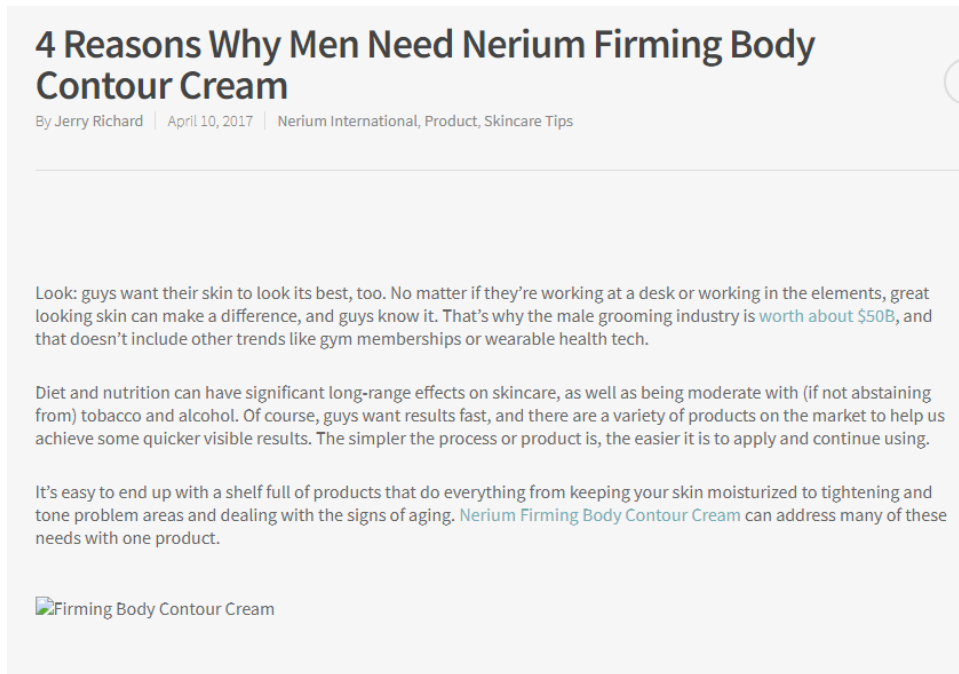 4 Reasons Why Men Need Nerium Firming Body
Contour Cream
By Jerry Richard April 10, 2017 Nerium International, Product, Skincare Tips
Look: guys want their skin to look its best, too. No matter if they’re working at a desk or working in the elements, great
looking skin can make a difference, and guys know it. That’s why the male grooming industry is worth about $50B, and
that doesn’t include other trends like gym memberships or wearable health tech.
Diet and nutrition can have significant long-range effects on skincare, as well as being moderate with (if not abstaining
from) tobacco and alcohol. Of course, guys want results fast, and there are a variety of products on the market to help us
achieve some quicker visible results. The simpler the process or product is, the easier it is to apply and continue using.
It’s easy to end up with a shelf full of products that do everything from keeping your skin moisturized to tightening and
tone problem areas and dealing with the signs of aging. Nerium Firming Body Contour Cream can address many of these
needs with one product.
Firming Body Contour Cream